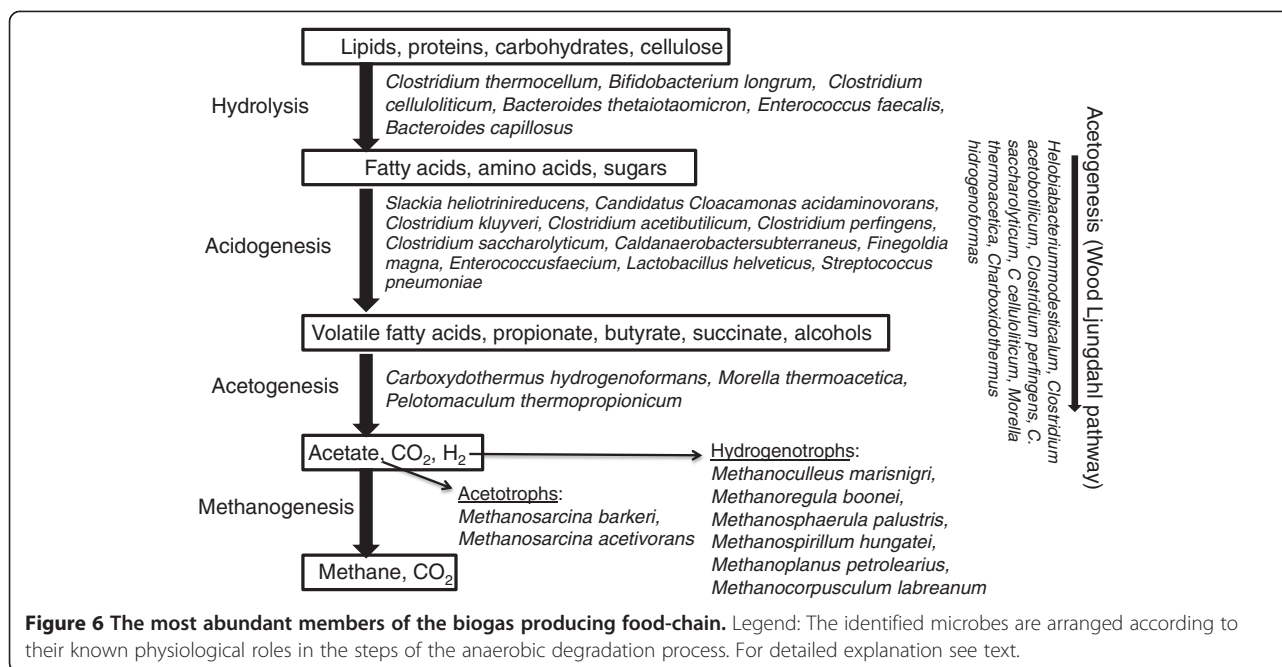 Lipids, proteins, carbohydrates, cellulose
Hydrolysis
Clostridium thermocellum, Bifidobacterium longrum, Clostridium
celluloliticum, Bacteroides thetaiotaomicron, Enterococcus faecalis,
Bacteroides capillosus
Fatty acids, amino acids, sugars
Acidogenesis
Slackia heliotrinireducens, Candidatus Cloacamonas acidaminovorans,
Clostridium kluyveri, Clostridium acetibutilicum, Clostridium perfingens,
Clostridium saccharolyticum, Caldanaerobactersubterraneus, Finegoldia
magna, Enterococcusfaecium, Lactobacillus helveticus, Streptococcus
pneumoniae
Volatile fatty acids, propionate, butyrate, succinate, alcohols
Acetogenesis
Carboxydothermus hydrogenoformans, Morella thermoacetica,
Pelotomaculum thermopropionicum
Acetate, CO₂, H₂
Methanogenesis
Acetotrophs:
Methanosarcina barkeri,
Methanosarcina acetivorans
Hydrogenotrophs:
Methanoculleus marisnigri,
Methanoregula boonei,
Methanosphaerula palustris,
Methanospirillum hungatei,
Methanoplanus petrolearius,
Methanocorpusculum labreanum
Methane, CO₂
Acetogenesis (Wood Ljungdahl pathway)
Helobiabacteriummodesticalum, Clostridium
acetobotilicum, Clostridium perfingens, C.
saccharolyticum, C celluloliticum, Morella
thermoacetica, Charboxidothermus
hidrogenoformas
Figure 6 The most abundant members of the biogas producing food-chain. Legend: The identified microbes are arranged according to
their known physiological roles in the steps of the anaerobic degradation process. For detailed explanation see text.